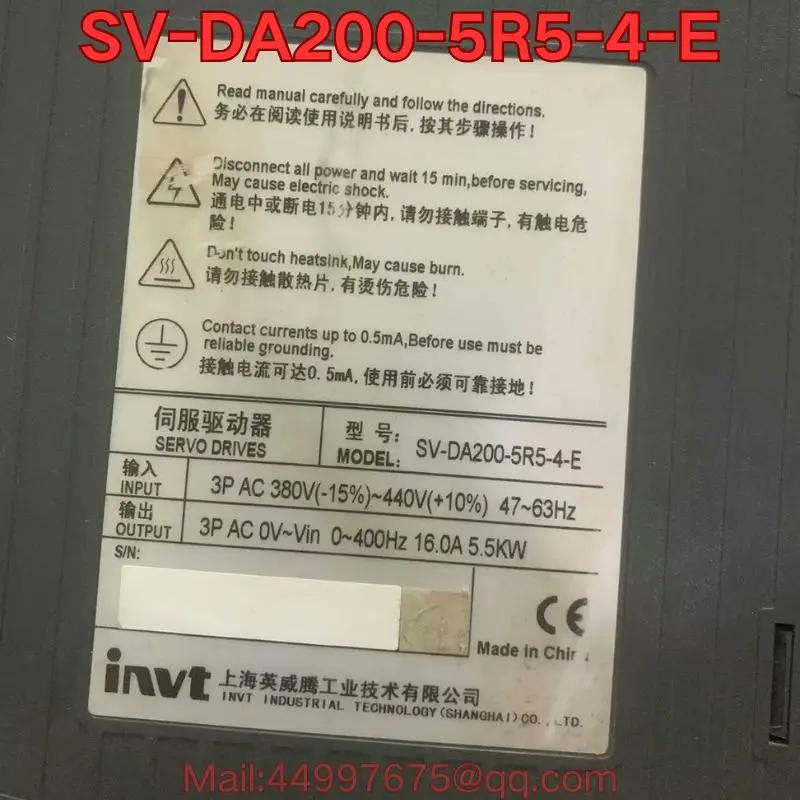 SV-DA200-5R5-4-E
Read manual carefully and follow the directions.
务必在阅读使用说明书后,按其步骤操作!
Disconnect all power and wait 15 min,before servicing,
May cause electric shock.
通电中或断电15分钟内,请勿接触端子,有触电危
险!
Don't touch heatsink,May cause burn.
请勿接触散热片,有烫伤危险!
Contact currents up to 0.5mA,Before use must be
reliable grounding.
接触电流可达0.5mA,使用前必须可靠接地!
伺服驱动器
SERVO DRIVES
型 号:
MODEL: SV-DA200-5R5-4-E
输入
INPUT 3P AC 380V(-15%)~440V(+10%) 47~63Hz
输出
OUTPUT 3P AC 0V~Vin 0~400Hz 16.0A 5.5KW
S/N:
CE
Made in Chin
invt 上海英威腾工业技术有限公司
INVT INDUSTRIAL TECHNOLOGY(SHANGHAI)CO.,LTD.
Mail:44997675@qq.com